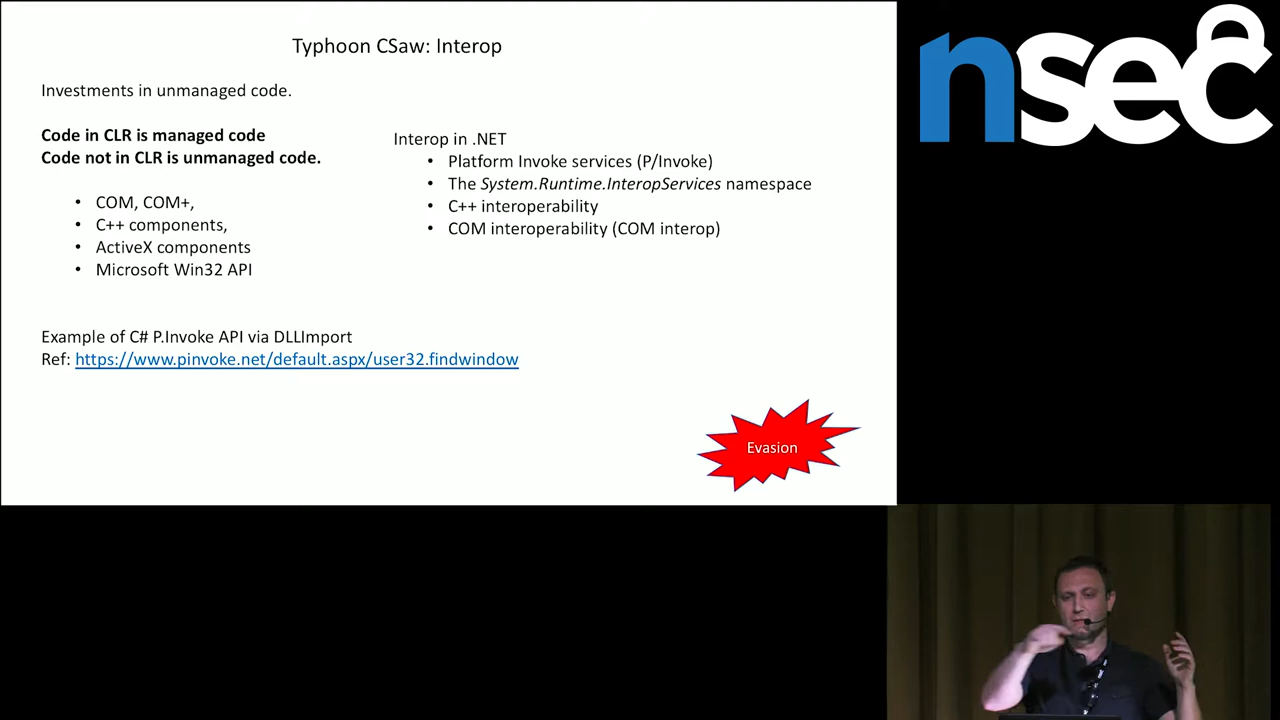 Typhoon CSaw: Interop
Investments in unmanaged code.
Code in CLR is managed code
Code not in CLR is unmanaged code.
• COM, COM+,
• C++ components,
• ActiveX components
• Microsoft Win32 API
Interop in .NET
• Platform Invoke services (P/Invoke)
• The System.Runtime.InteropServices namespace
• C++ interoperability
• COM interoperability (COM interop)
Example of C# P.Invoke API via DLLImport
Ref: https://www.pinvoke.net/default.aspx/user32.findwindow
Evasion
nsec